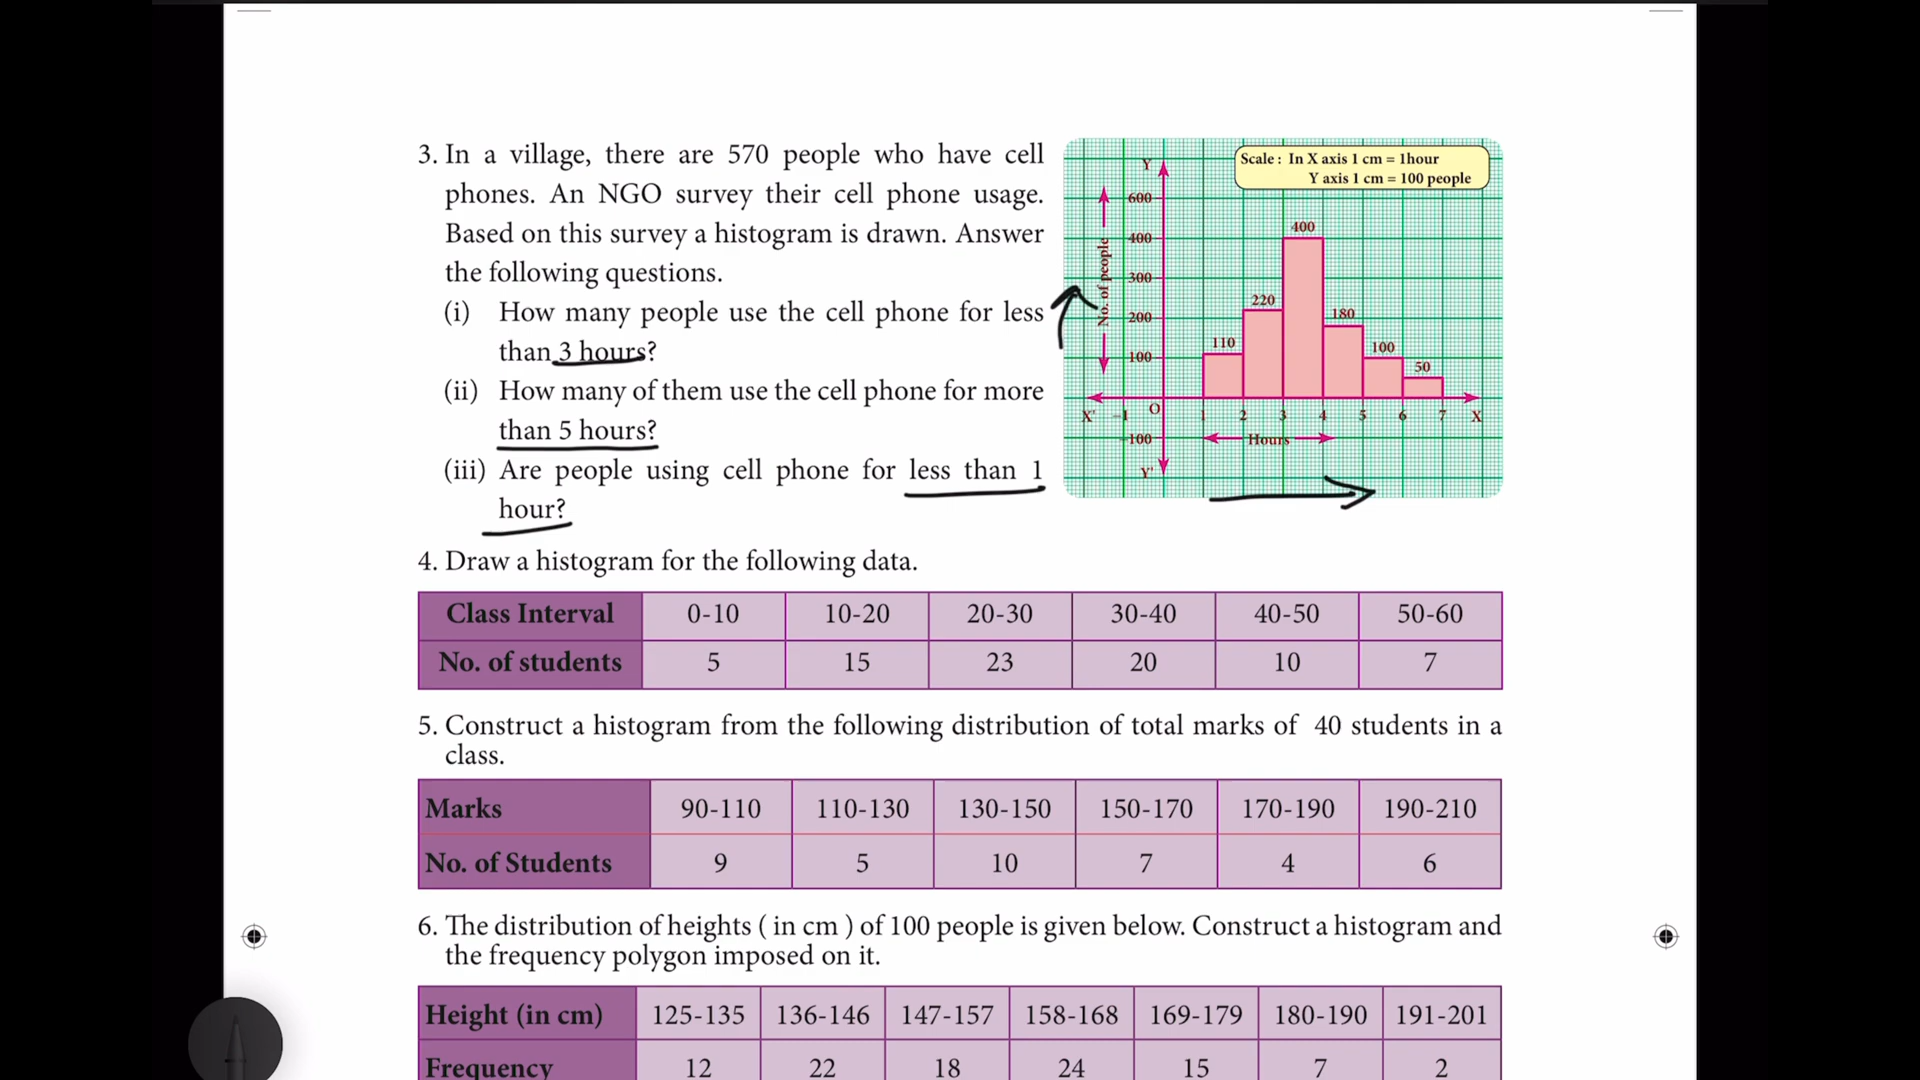 3. In a village, there are 570 people who have cell
phones. An NGO survey their cell phone usage.
Based on this survey a histogram is drawn. Answer
the following questions.
(i) How many people use the cell phone for less
than 3 hours?
(ii) How many of them use the cell phone for more
than 5 hours?
(iii) Are people using cell phone for less than 1
hour?
Scale : In X axis 1 cm = 1hour
Y axis 1 cm = 100 people
Y
600
400
300
200
100
No. of people
110
220
400
180
100
50
X' -1 O 1 2 3 4 5 6 7 X
-100
Hours
Y'
4. Draw a histogram for the following data.
Class Interval 0-10 10-20 20-30 30-40 40-50 50-60
No. of students 5 15 23 20 10 7
5. Construct a histogram from the following distribution of total marks of 40 students in a
class.
Marks 90-110 110-130 130-150 150-170 170-190 190-210
No. of Students 9 5 10 7 4 6
6. The distribution of heights ( in cm ) of 100 people is given below. Construct a histogram and
the frequency polygon imposed on it.
Height (in cm) 125-135 136-146 147-157 158-168 169-179 180-190 191-201
Frequency 12 22 18 24 15 7 2